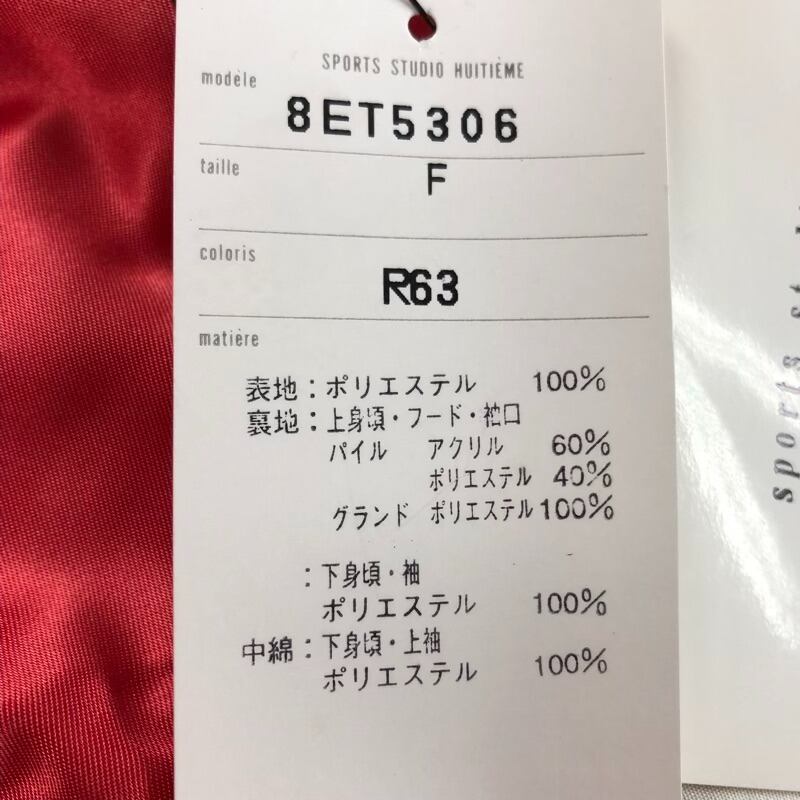 SPORTS STUDIO HUITIÈME
modèle
8ET5306
taille
F
coloris
R63
matière
表地：ポリエステル 100%
裏地：上身頃・フード・袖口
パイル アクリル 60%
ポリエステル 40%
グランド ポリエステル 100%
：下身頃・袖
ポリエステル 100%
中綿：下身頃・上袖
ポリエステル 100%
sports st